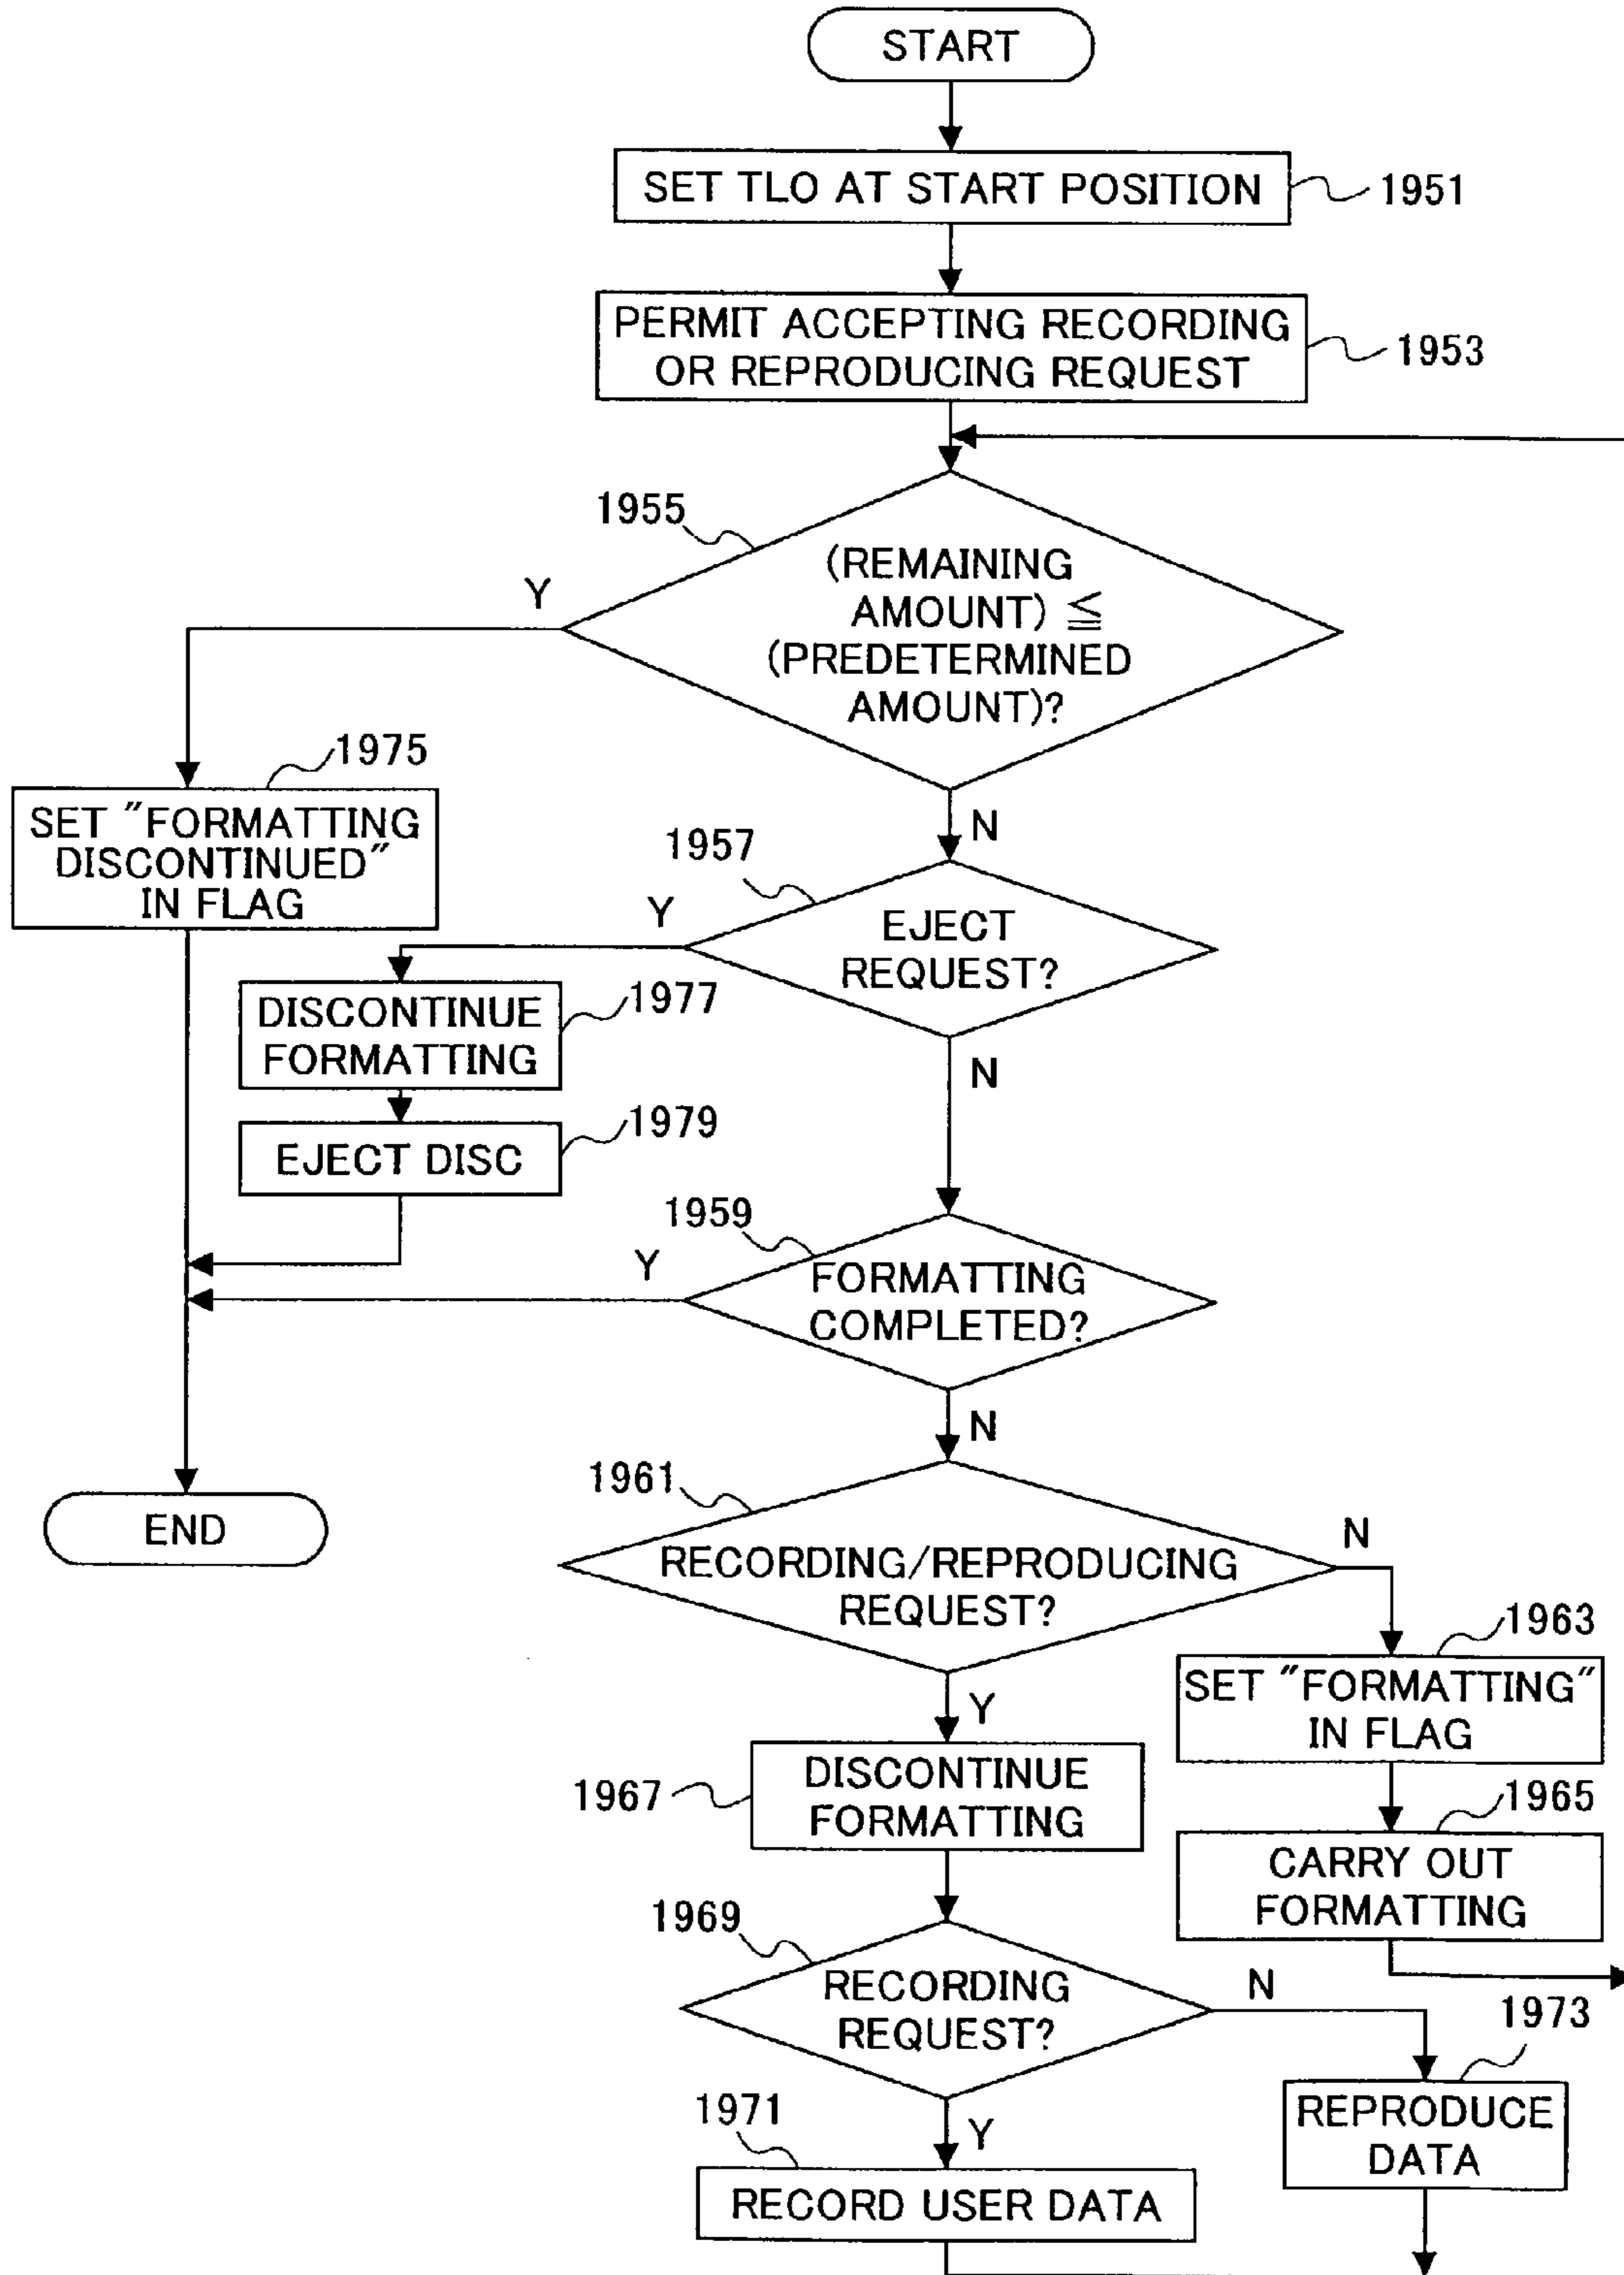 START
SET TLO AT START POSITION
1951
PERMIT ACCEPTING RECORDING
OR REPRODUCING REQUEST
1953
1955
(REMAINING
AMOUNT) ≦
(PREDETERMINED
AMOUNT)?
Y
N
1975
SET "FORMATTING
DISCONTINUED"
IN FLAG
1957
EJECT
REQUEST?
Y
N
1977
DISCONTINUE
FORMATTING
1979
EJECT DISC
1959
FORMATTING
COMPLETED?
Y
N
END
1961
RECORDING/REPRODUCING
REQUEST?
N
Y
1963
SET "FORMATTING"
IN FLAG
1967
DISCONTINUE
FORMATTING
1965
CARRY OUT
FORMATTING
1969
RECORDING
REQUEST?
N
Y
1973
REPRODUCE
DATA
1971
RECORD USER DATA